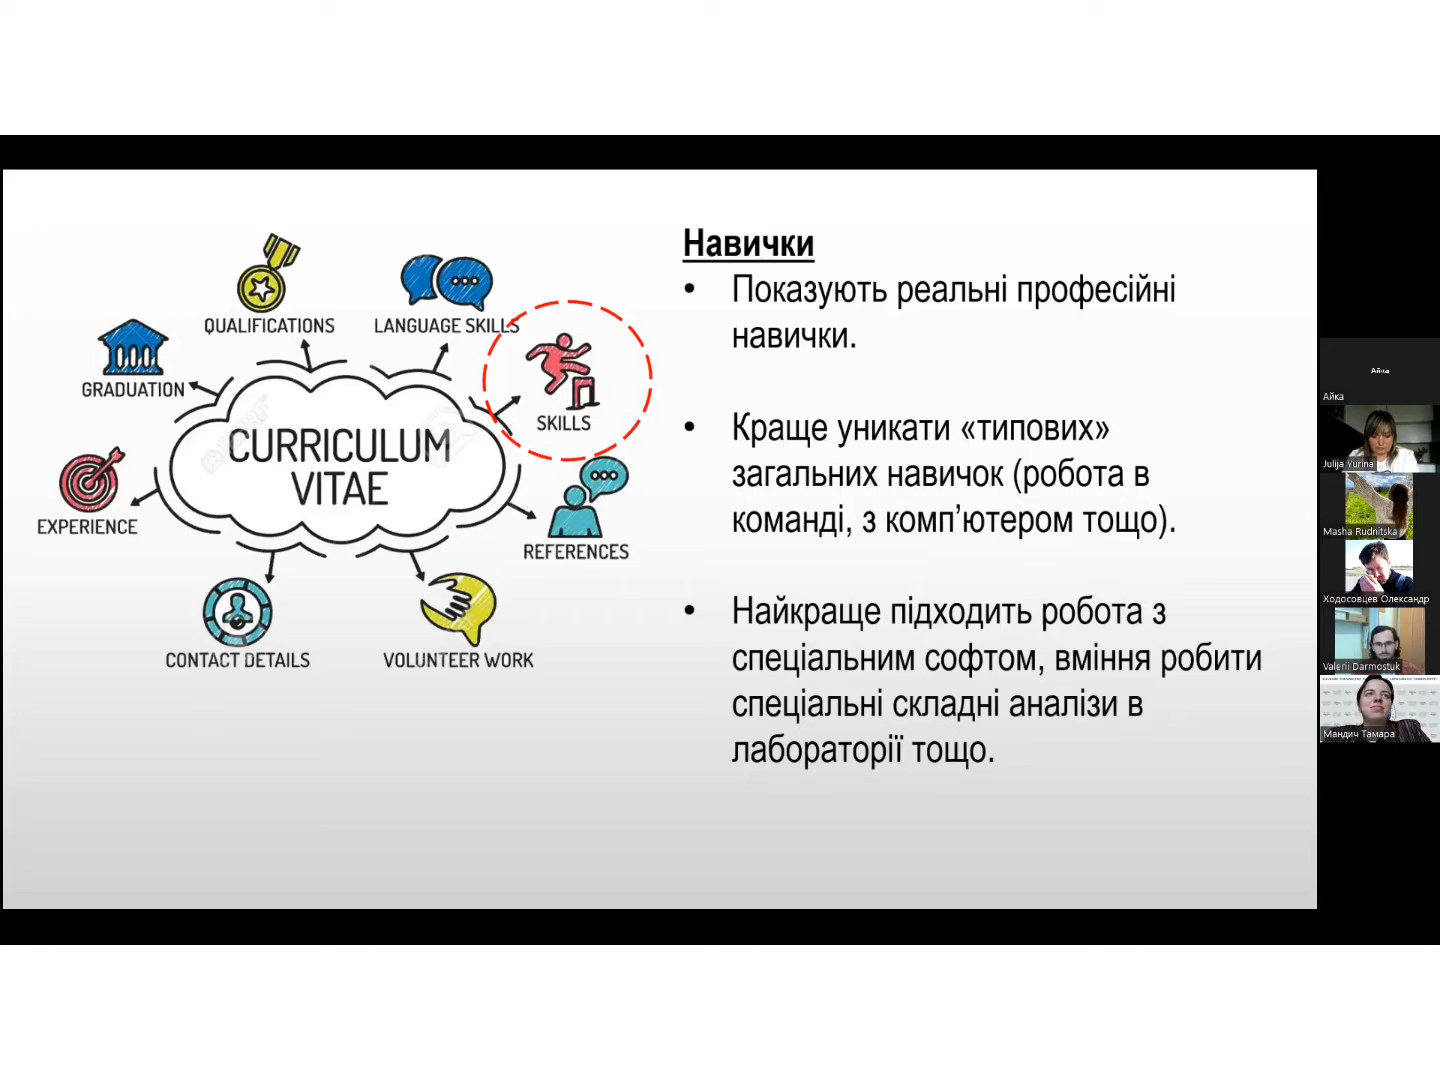 Навички
• Показують реальні професійні
навички.
• Краще уникати «типових»
загальних навичок (робота в
команді, з комп’ютером тощо).
• Найкраще підходить робота з
спеціальним софтом, вміння робити
спеціальні складні аналізи в
лабораторії тощо.
QUALIFICATIONS
LANGUAGE SKILLS
GRADUATION
SKILLS
CURRICULUM
VITAE
EXPERIENCE
REFERENCES
CONTACT DETAILS
VOLUNTEER WORK
Айка
Айка
Julija Yurina
Masha Rudnitska
Ходосовцев Олександр
Valerii Darmostuk
Мандич Тамара